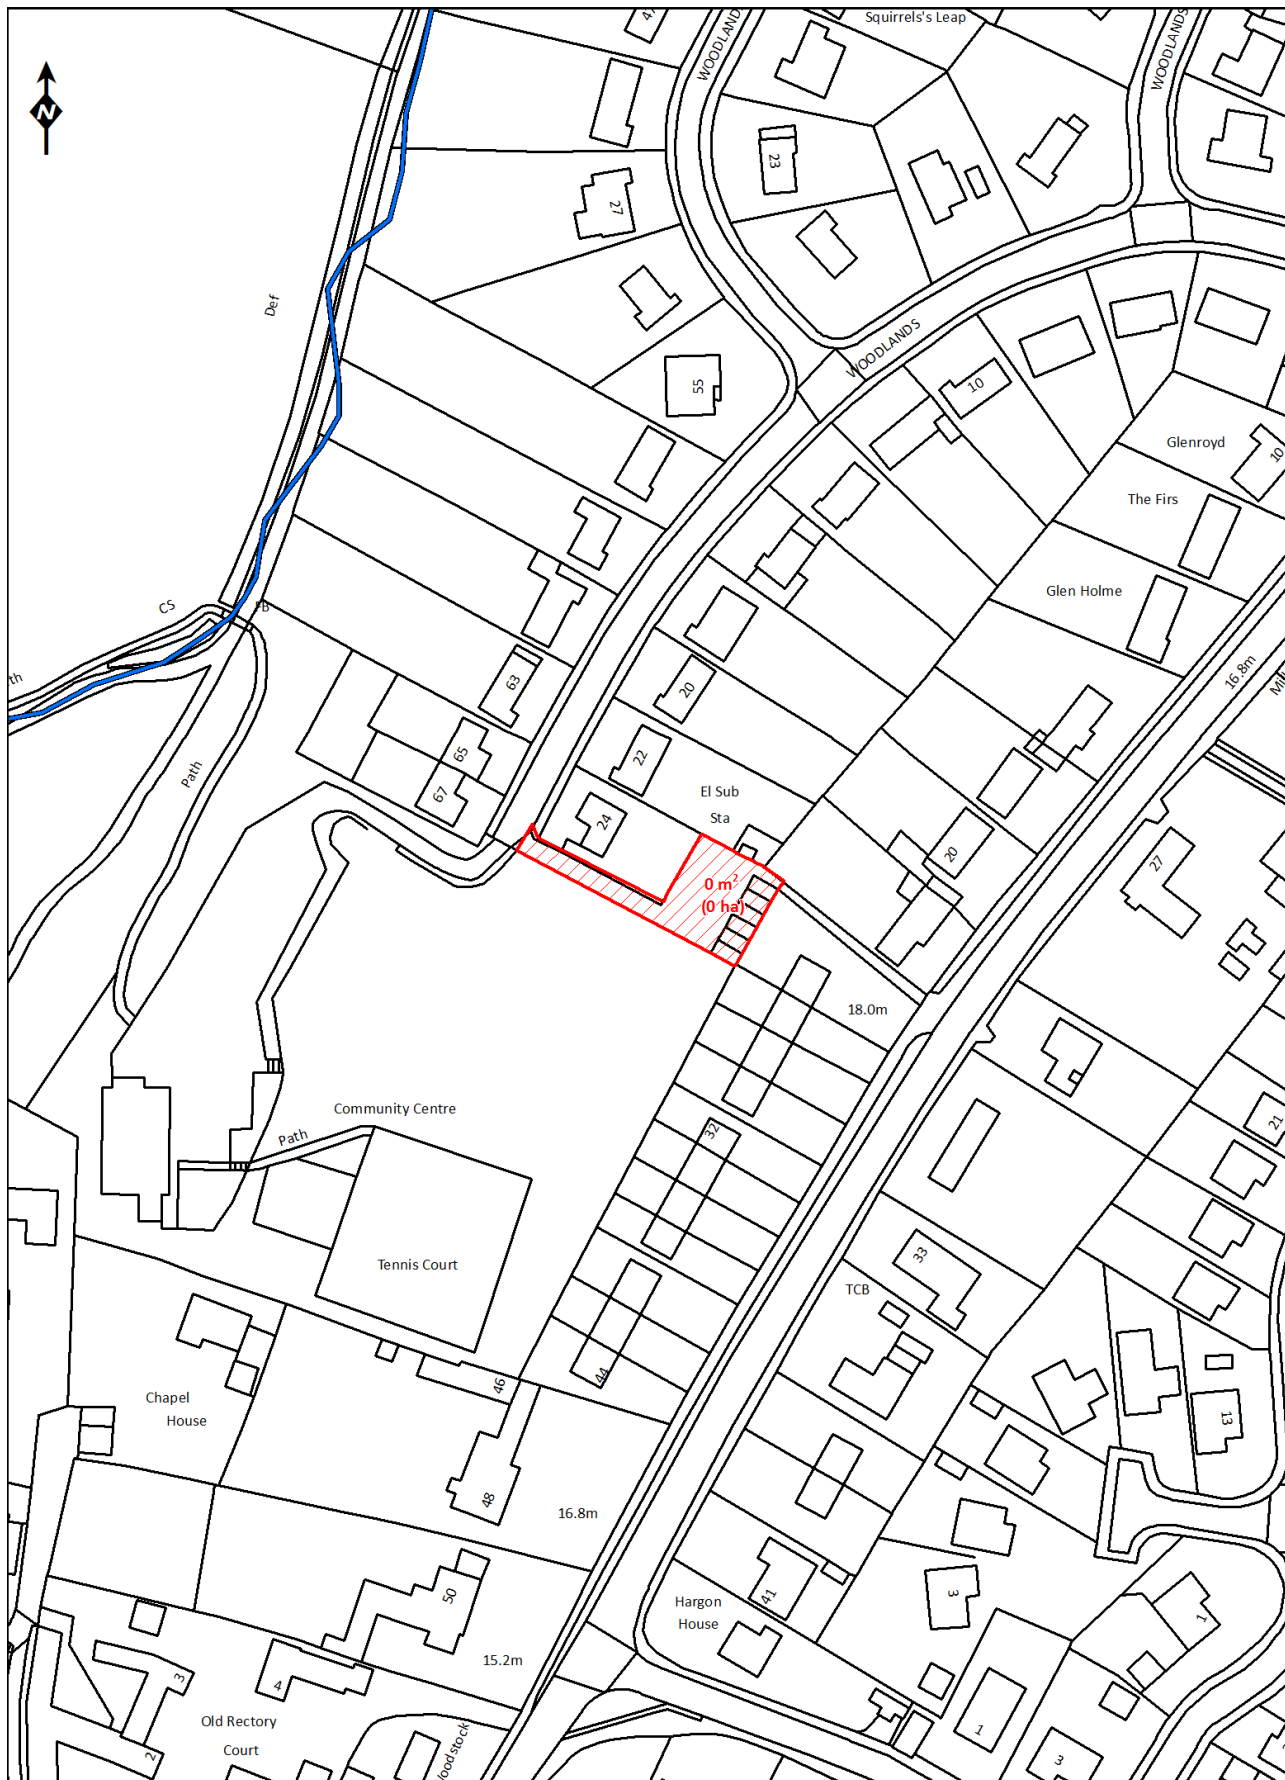 47
WOODLANDS
Squirrels's Leap
WOODLANDS
N
23
27
Def
WOODLANDS
55
10
Glenroyd
10
The Firs
Glen Holme
CS
FB
th
63
20
16.8m
65
22
Path
67
El Sub
Sta
24
20
27
0 m²
(0 ha)
18.0m
Community Centre
Path
32
21
33
Tennis Court
TCB
44
46
Chapel
House
13
48
16.8m
50
Hargon
House
41
3
1
15.2m
3
4
Old Rectory
Court
1
2
3
oodstock